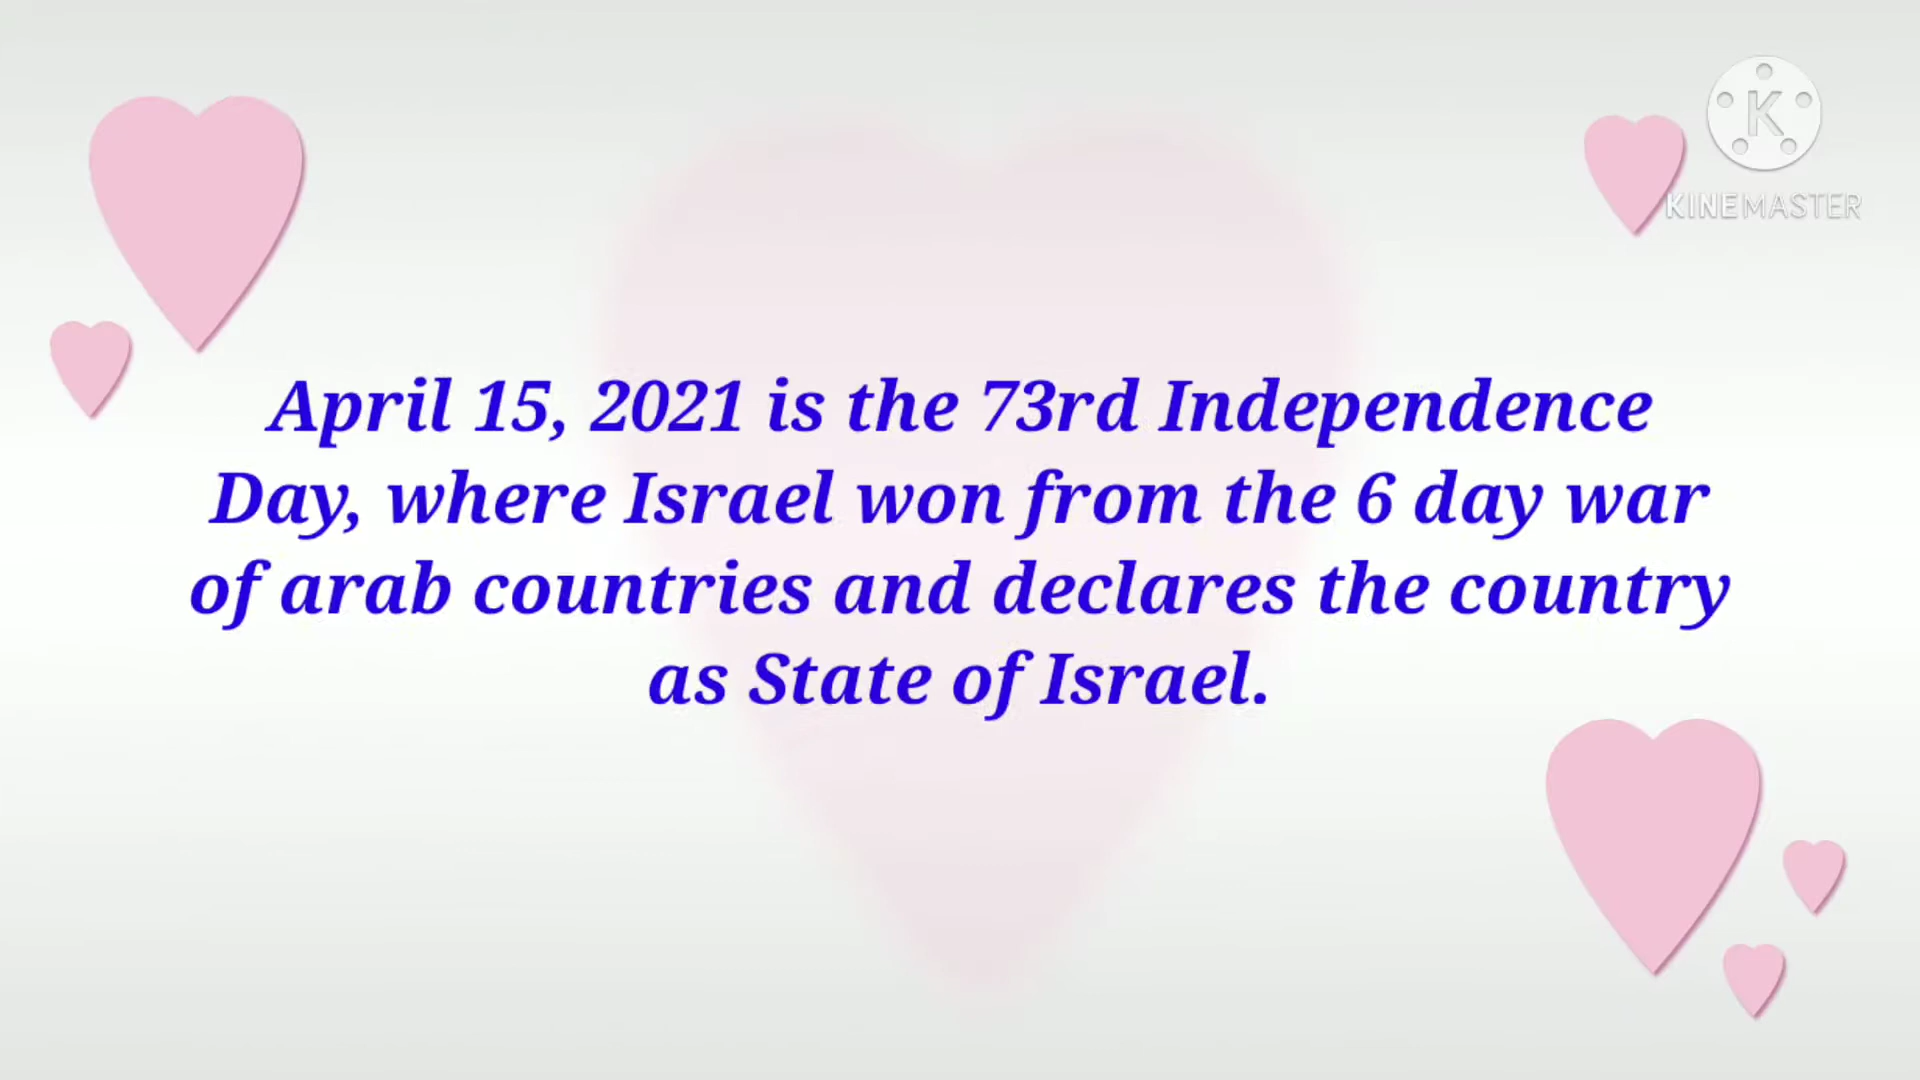 K
KINEMASTER
April 15, 2021 is the 73rd Independence
Day, where Israel won from the 6 day war
of arab countries and declares the country
as State of Israel.